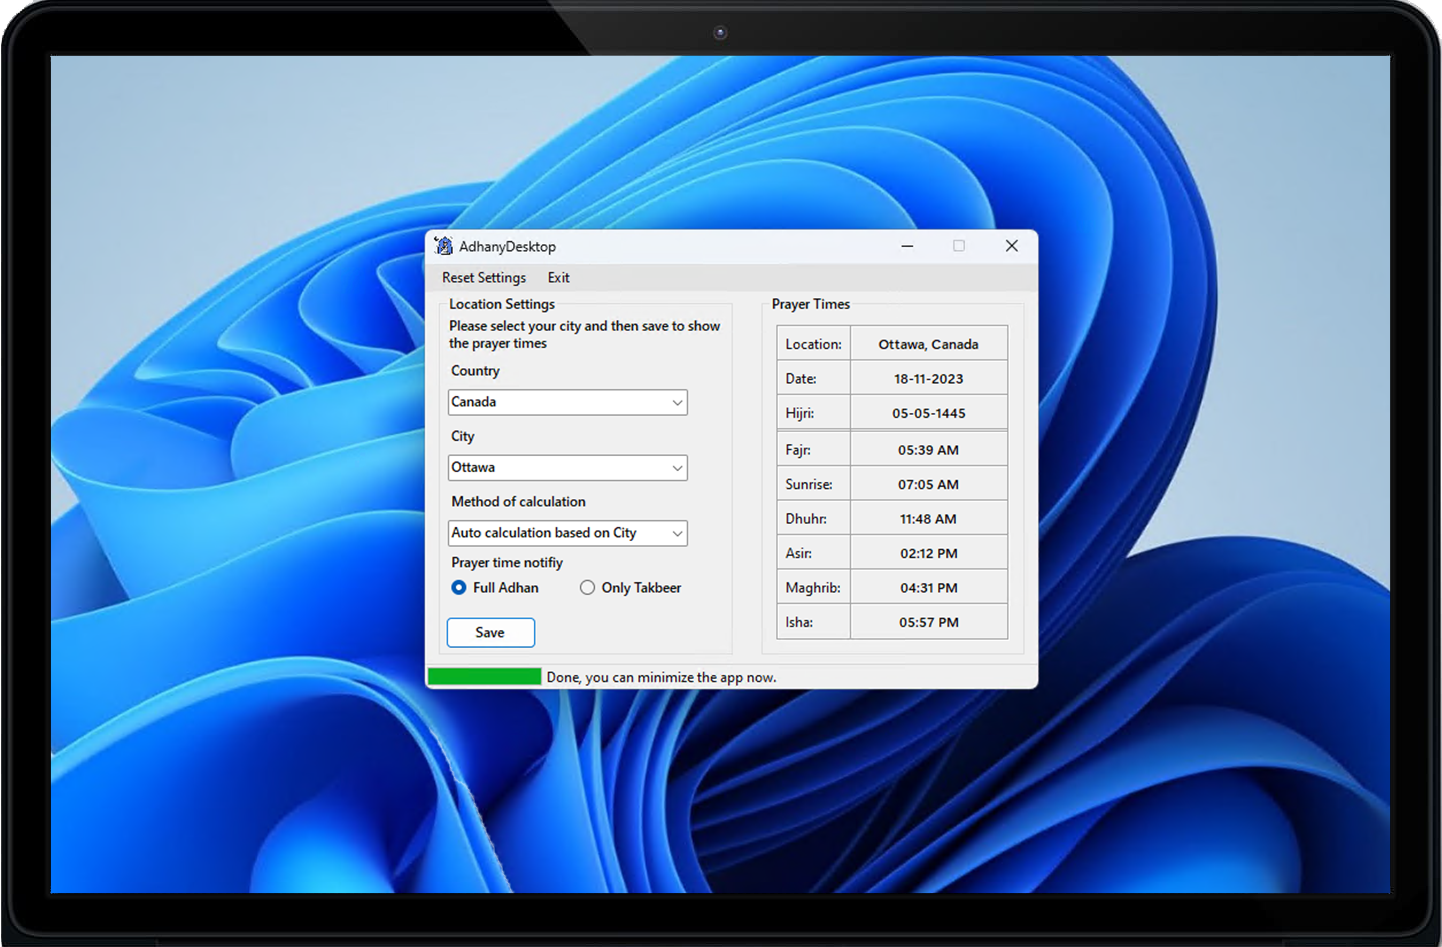 AdhanyDesktop
Reset Settings Exit
Location Settings
Please select your city and then save to show
the prayer times
Country
Canada
City
Ottawa
Method of calculation
Auto calculation based on City
Prayer time notifiy
Full Adhan Only Takbeer
Save
Prayer Times
Location: Ottawa, Canada
Date: 18-11-2023
Hijri: 05-05-1445
Fajr: 05:39 AM
Sunrise: 07:05 AM
Dhuhr: 11:48 AM
Asir: 02:12 PM
Maghrib: 04:31 PM
Isha: 05:57 PM
Done, you can minimize the app now.